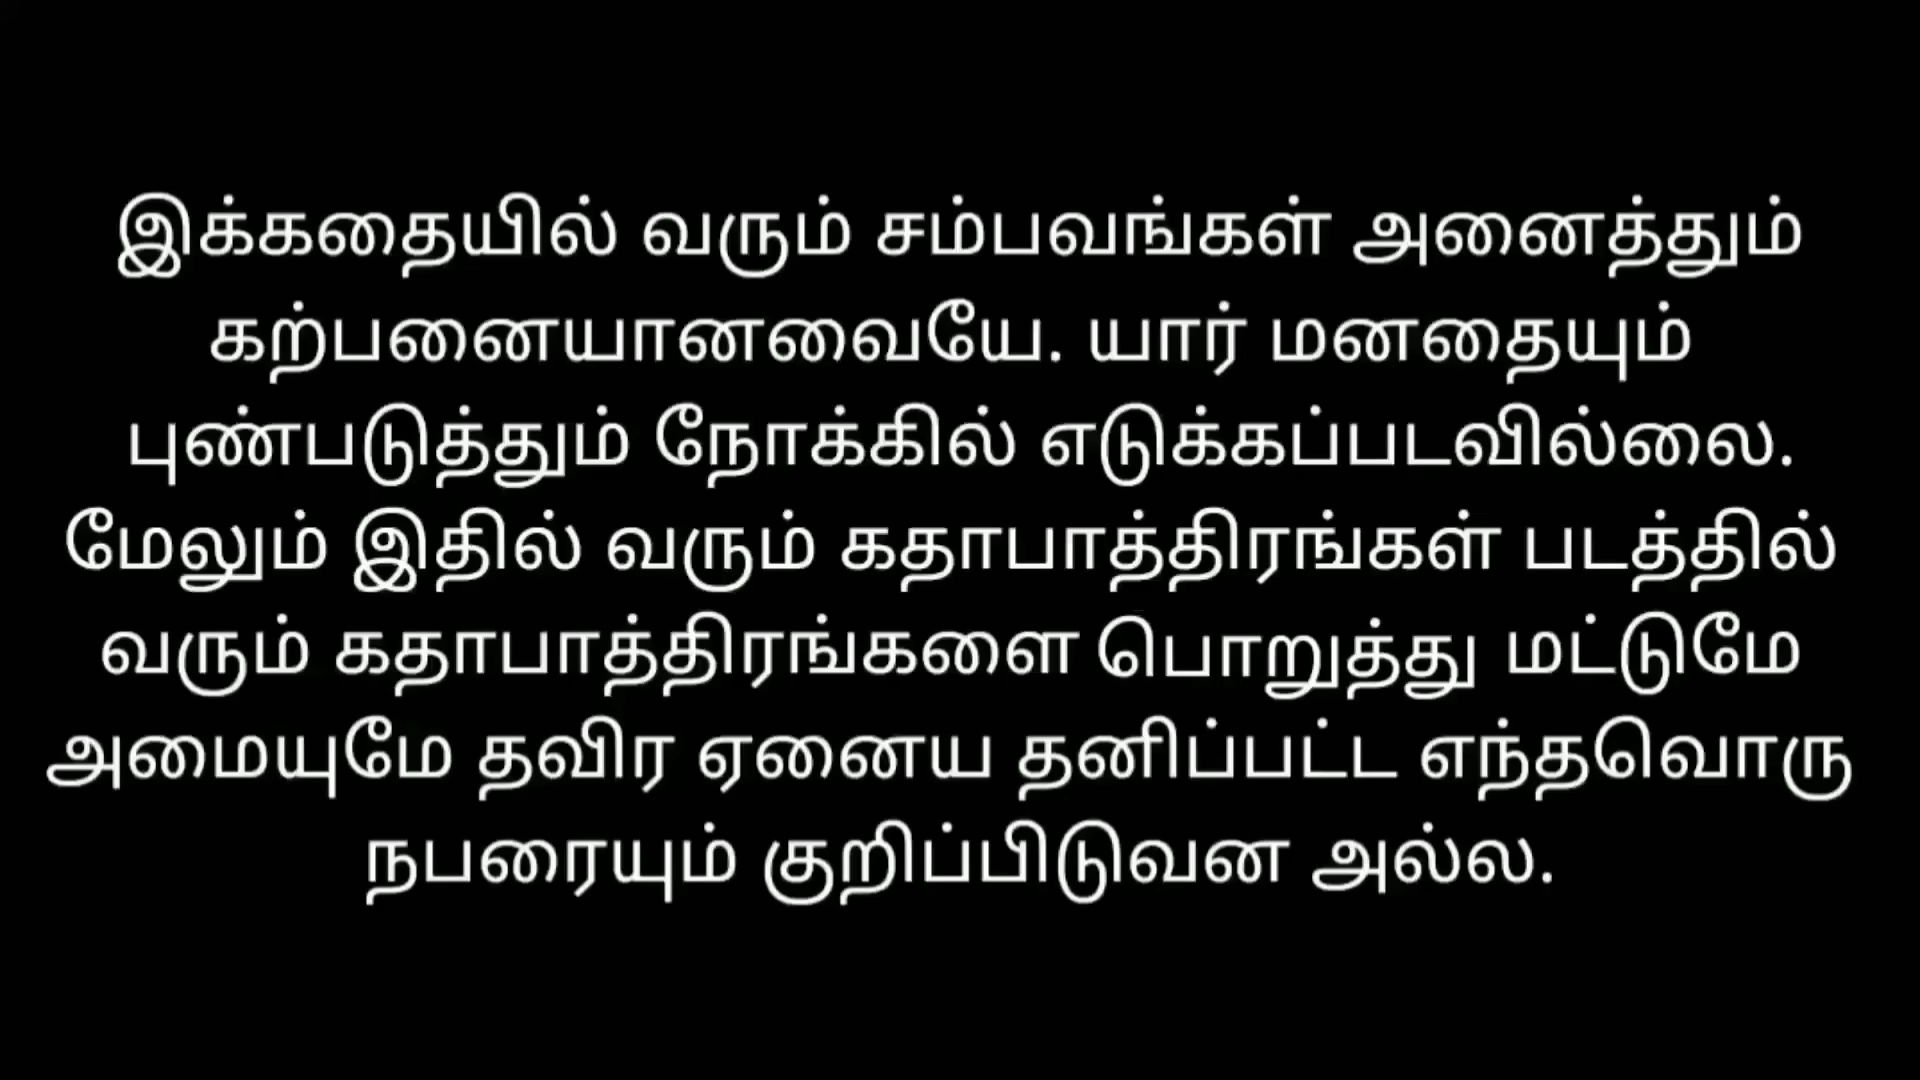 இக்கதையில் வரும் சம்பவங்கள் அனைத்தும்
கற்பனையானவையே. யார் மனதையும்
புண்படுத்தும் நோக்கில் எடுக்கப்படவில்லை.
மேலும் இதில் வரும் கதாபாத்திரங்கள் படத்தில்
வரும் கதாபாத்திரங்களை பொறுத்து மட்டுமே
அமையுமே தவிர ஏனைய தனிப்பட்ட எந்தவொரு
நபரையும் குறிப்பிடுவன அல்ல.